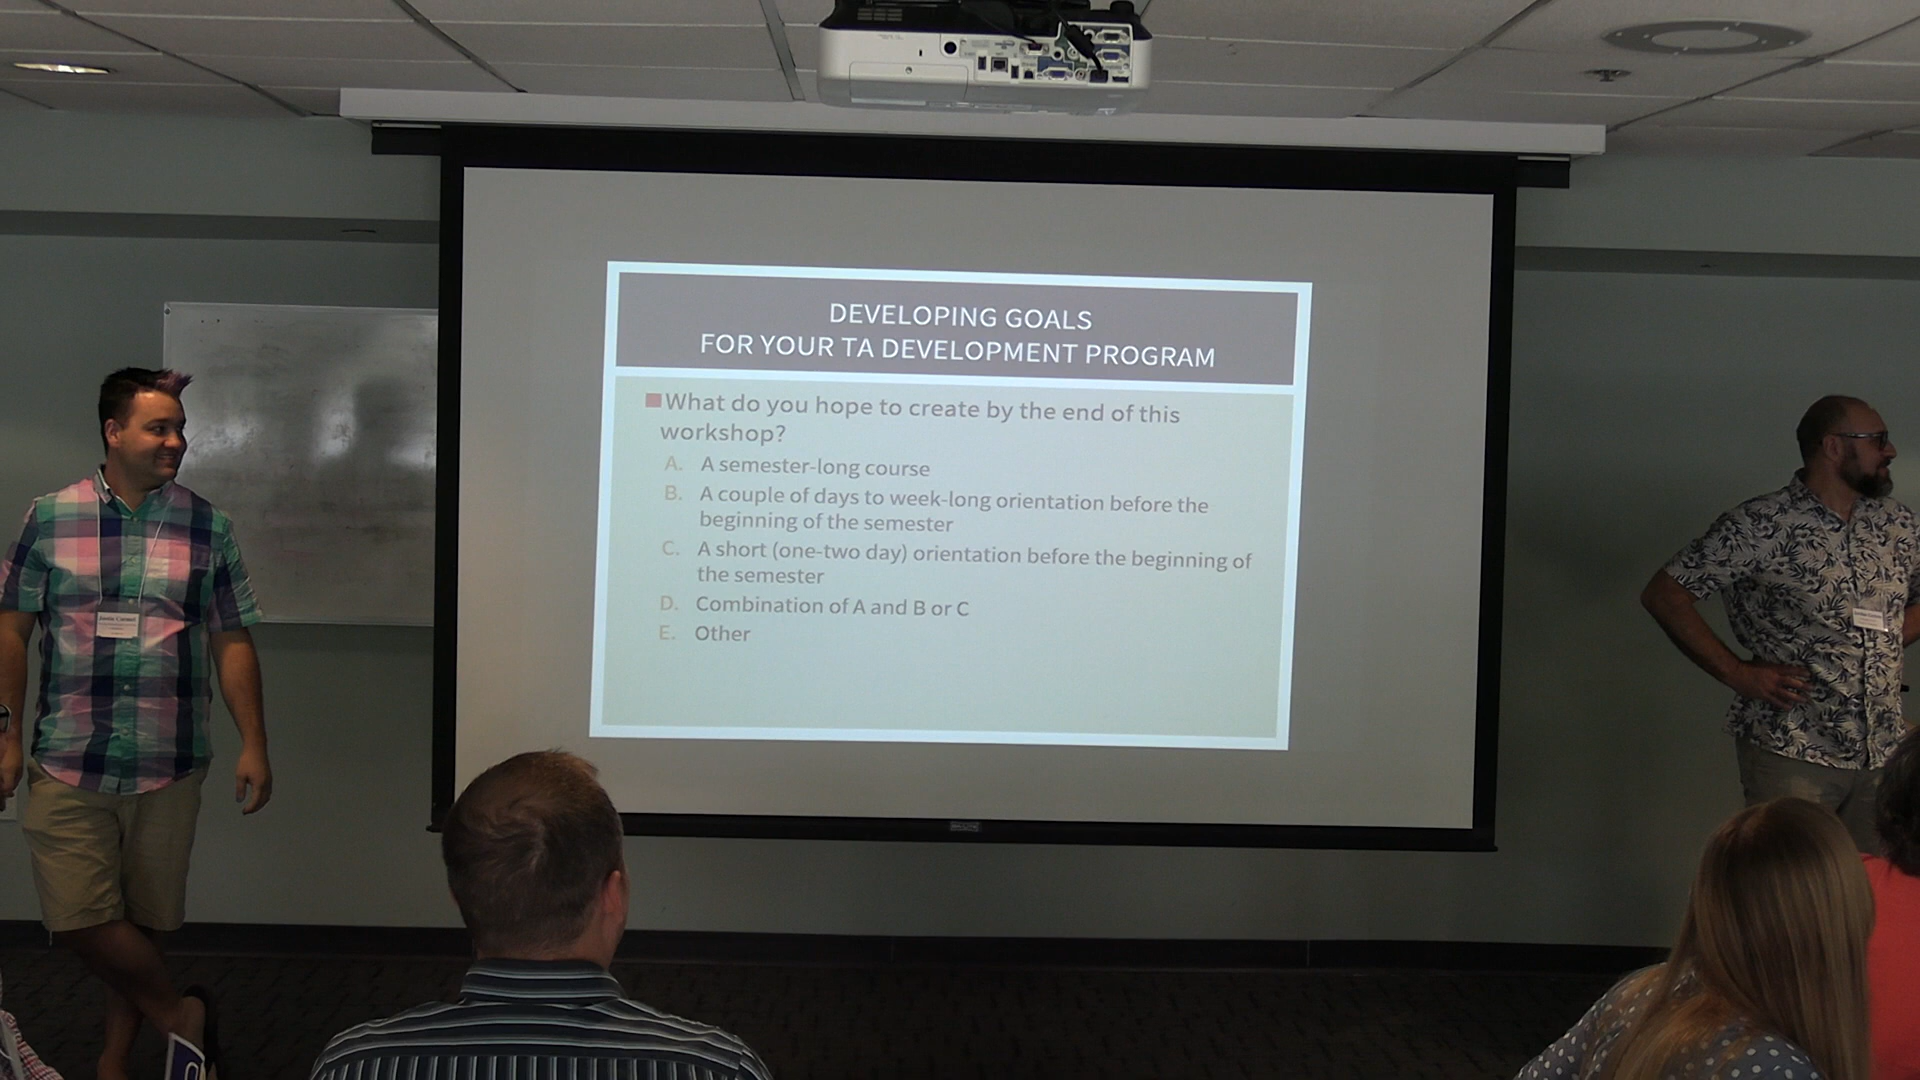 DEVELOPING GOALS
FOR YOUR TA DEVELOPMENT PROGRAM
What do you hope to create by the end of this
workshop?
A. A semester-long course
B. A couple of days to week-long orientation before the
beginning of the semester
C. A short (one-two day) orientation before the beginning of
the semester
D. Combination of A and B or C
E. Other